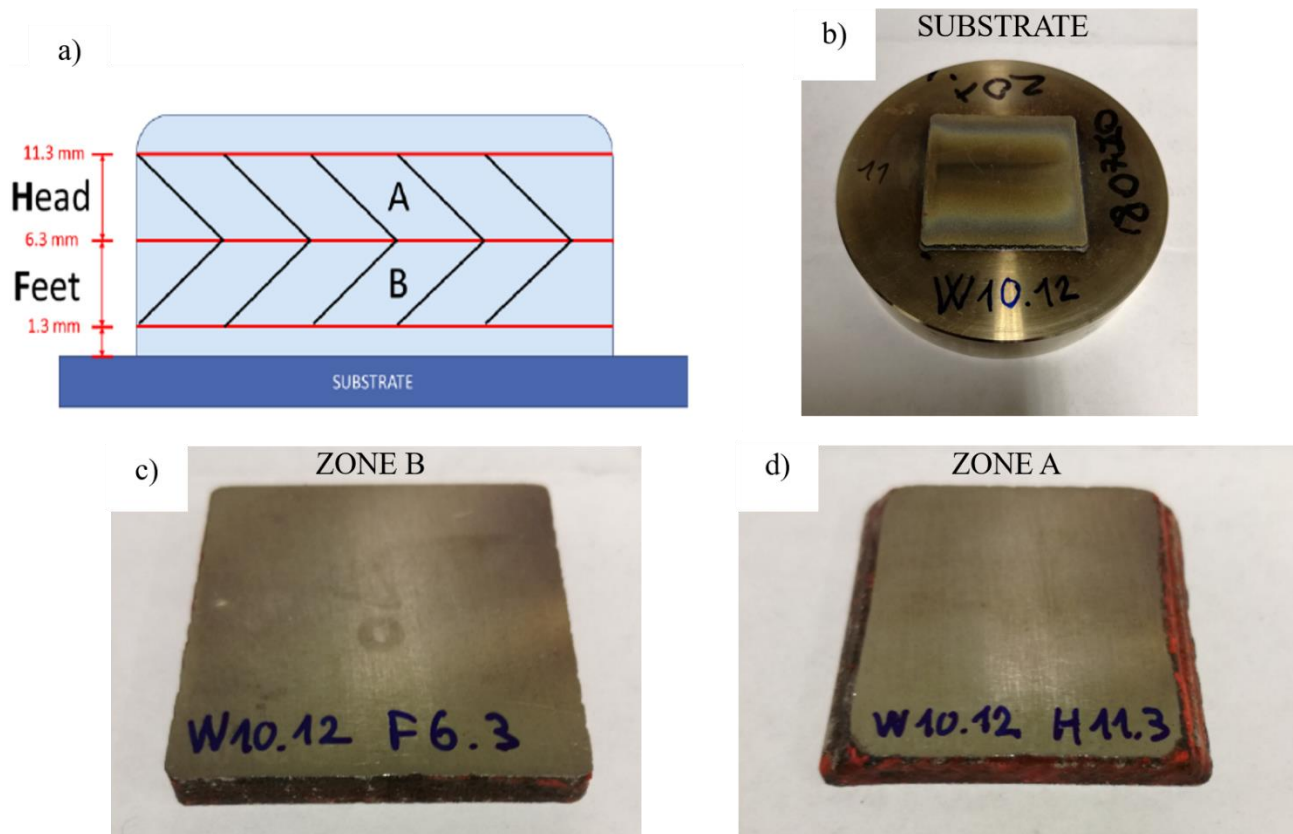 a)
11.3 mm
Head
A
6.3 mm
Feet
B
1.3 mm
SUBSTRATE
b)
SUBSTRATE
11
W10.12
c)
ZONE B
W10.12 F6.3
d)
ZONE A
W10.12 H11.3